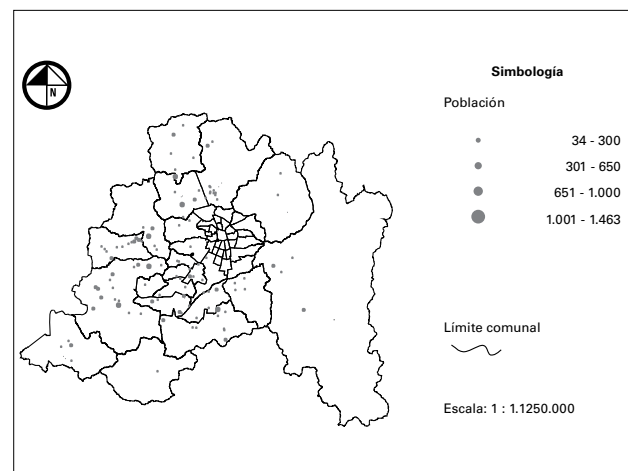 N
Simbología
Población
34 - 300
301 - 650
651 - 1.000
1.001 - 1.463
Límite comunal
Escala: 1 : 1.1250.000